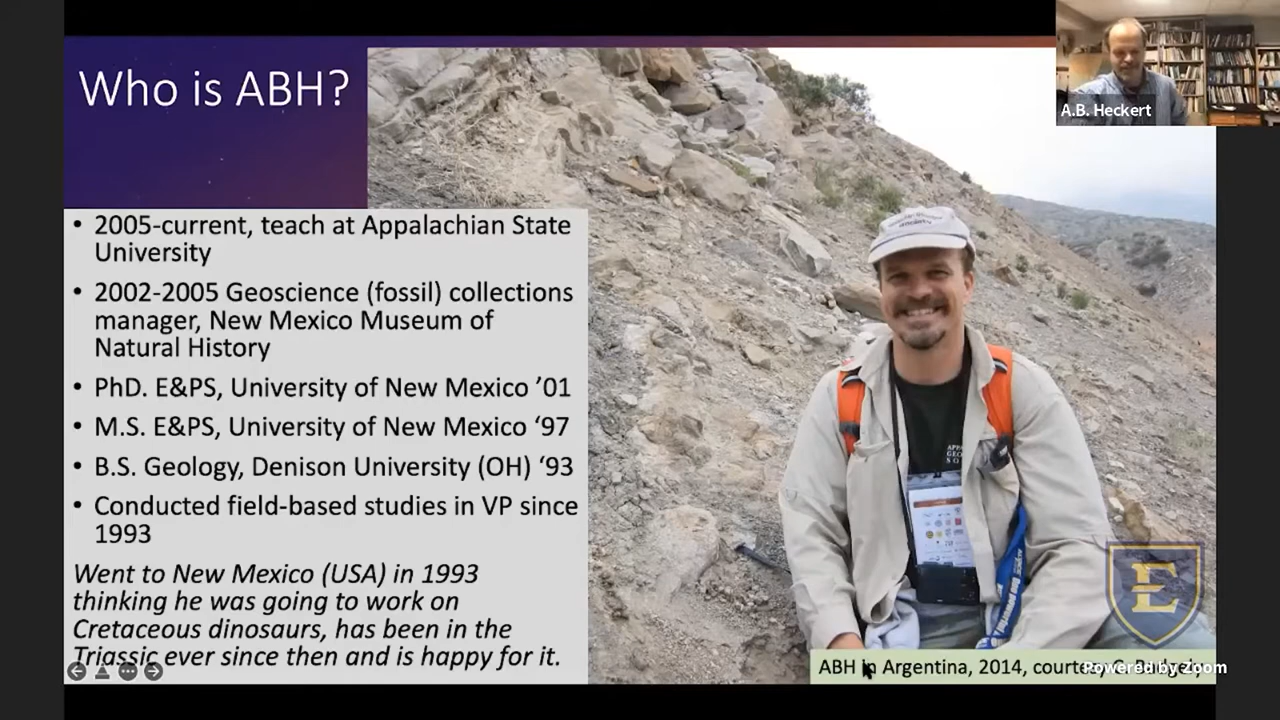 Who is ABH?
A.B. Heckert
• 2005-current, teach at Appalachian State
University
• 2002-2005 Geoscience (fossil) collections
manager, New Mexico Museum of
Natural History
• PhD. E&PS, University of New Mexico ’01
• M.S. E&PS, University of New Mexico ‘97
• B.S. Geology, Denison University (OH) ‘93
• Conducted field-based studies in VP since
1993
Went to New Mexico (USA) in 1993
thinking he was going to work on
Cretaceous dinosaurs, has been in the
Triassic ever since then and is happy for it.
E
ABH in Argentina, 2014, courtesy
Powered by Zoom